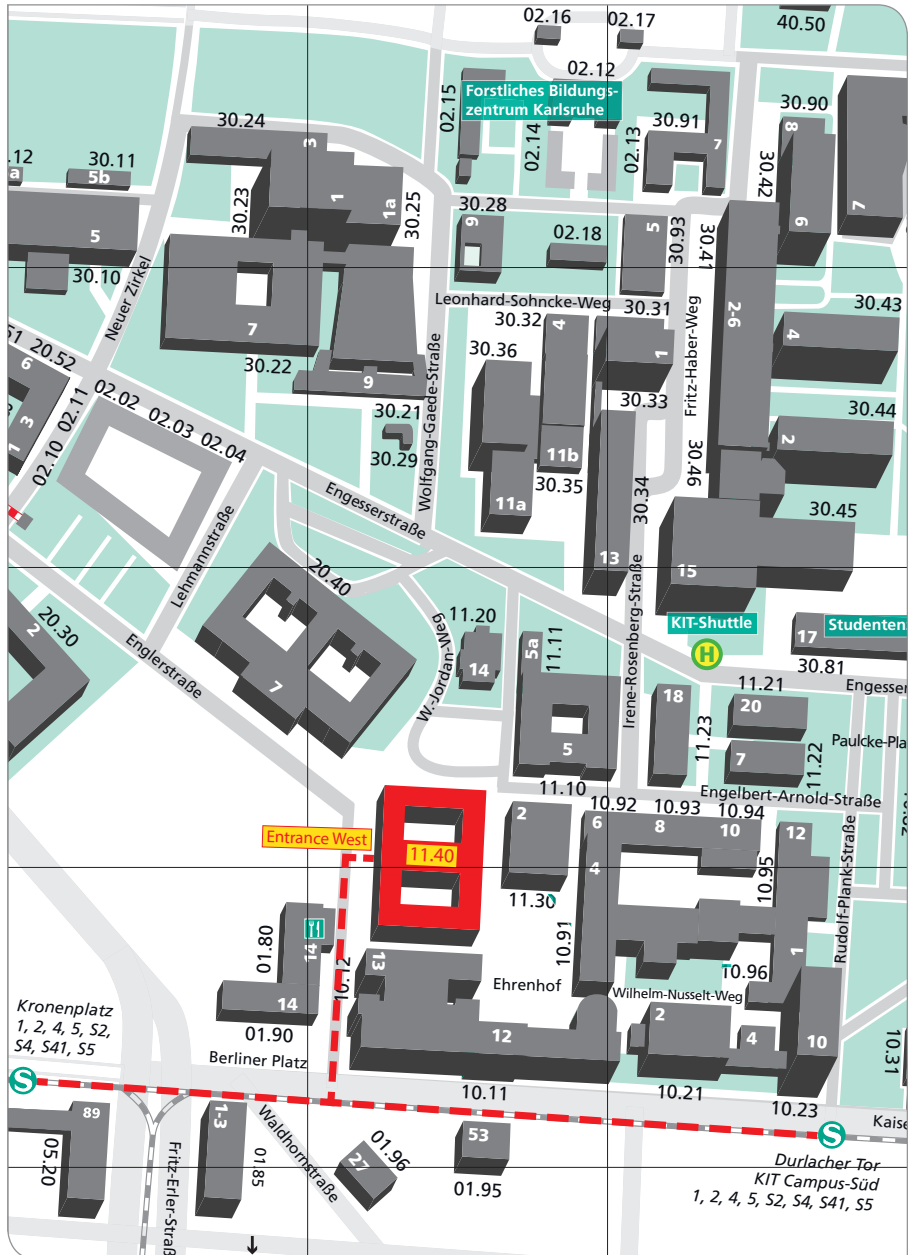 02.16
02.17
40.50
02.12
Forstliches Bildungs-
zentrum Karlsruhe
02.15
02.14
02.13
30.91
7
30.90
8
30.42
6
7
30.24
3
.12
a
30.11
5b
30.23
1
1a
30.25
30.28
9
02.18
5
30.63
30.41
5
30.10
Neuer Zirkel
7
30.22
9
Leonhard-Sohncke-Weg
30.31
30.32
4
1
Fritz-Haber-Weg
2-6
30.43
4
30.36
30.33
51
20.52
6
3
1
02.10
02.11
02.02
02.03
02.04
30.21
30.29
Wolfgang-Gaede-Straße
11b
30.35
11a
30.34
30.46
30.44
2
30.45
15
13
Engesserstraße
Lehmannstraße
20.40
7
20.30
2
Englerstraße
W.-Jordan-Weg
11.20
14
5a
11.11
5
11.10
Irene-Rosenberg-Straße
KIT-Shuttle
H
17
Studenten
30.81
Engesser
18
11.23
11.21
20
7
11.22
Paulcke-Pla
Engelbert-Arnold-Straße
Rudolf-Plank-Straße
Entrance West
11.40
2
11.30
10.92
10.93
10.94
6
8
10
12
4
10.95
10.91
1
10.96
01.80
14
14
01.90
10.12
13
Ehrenhof
12
Wilhelm-Nusselt-Weg
2
4
10
10.31
Kronenplatz
1, 2, 4, 5, S2,
S4, S41, S5
S
Berliner Platz
10.11
10.21
10.23
Kaise
S
Durlacher Tor
KIT Campus-Süd
1, 2, 4, 5, S2, S4, S41, S5
89
05.20
Fritz-Erler-Straß
1-3
01.85
Waldhornstraße
27
01.96
53
01.95